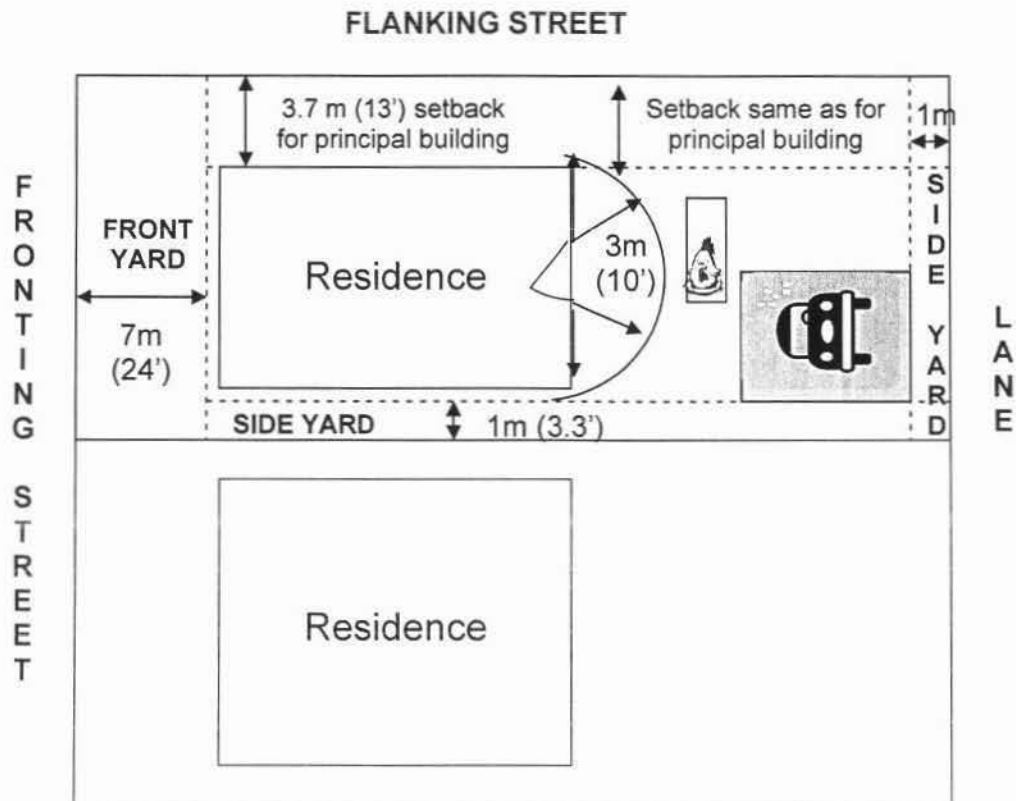 FLANKING STREET
3.7 m (13') setback
for principal building
Setback same as for
principal building
1m
FRONTING STREET
FRONT
YARD
7m
(24')
Residence
3m
(10')
SIDE YARD
LANE
SIDE YARD
1m (3.3')
Residence